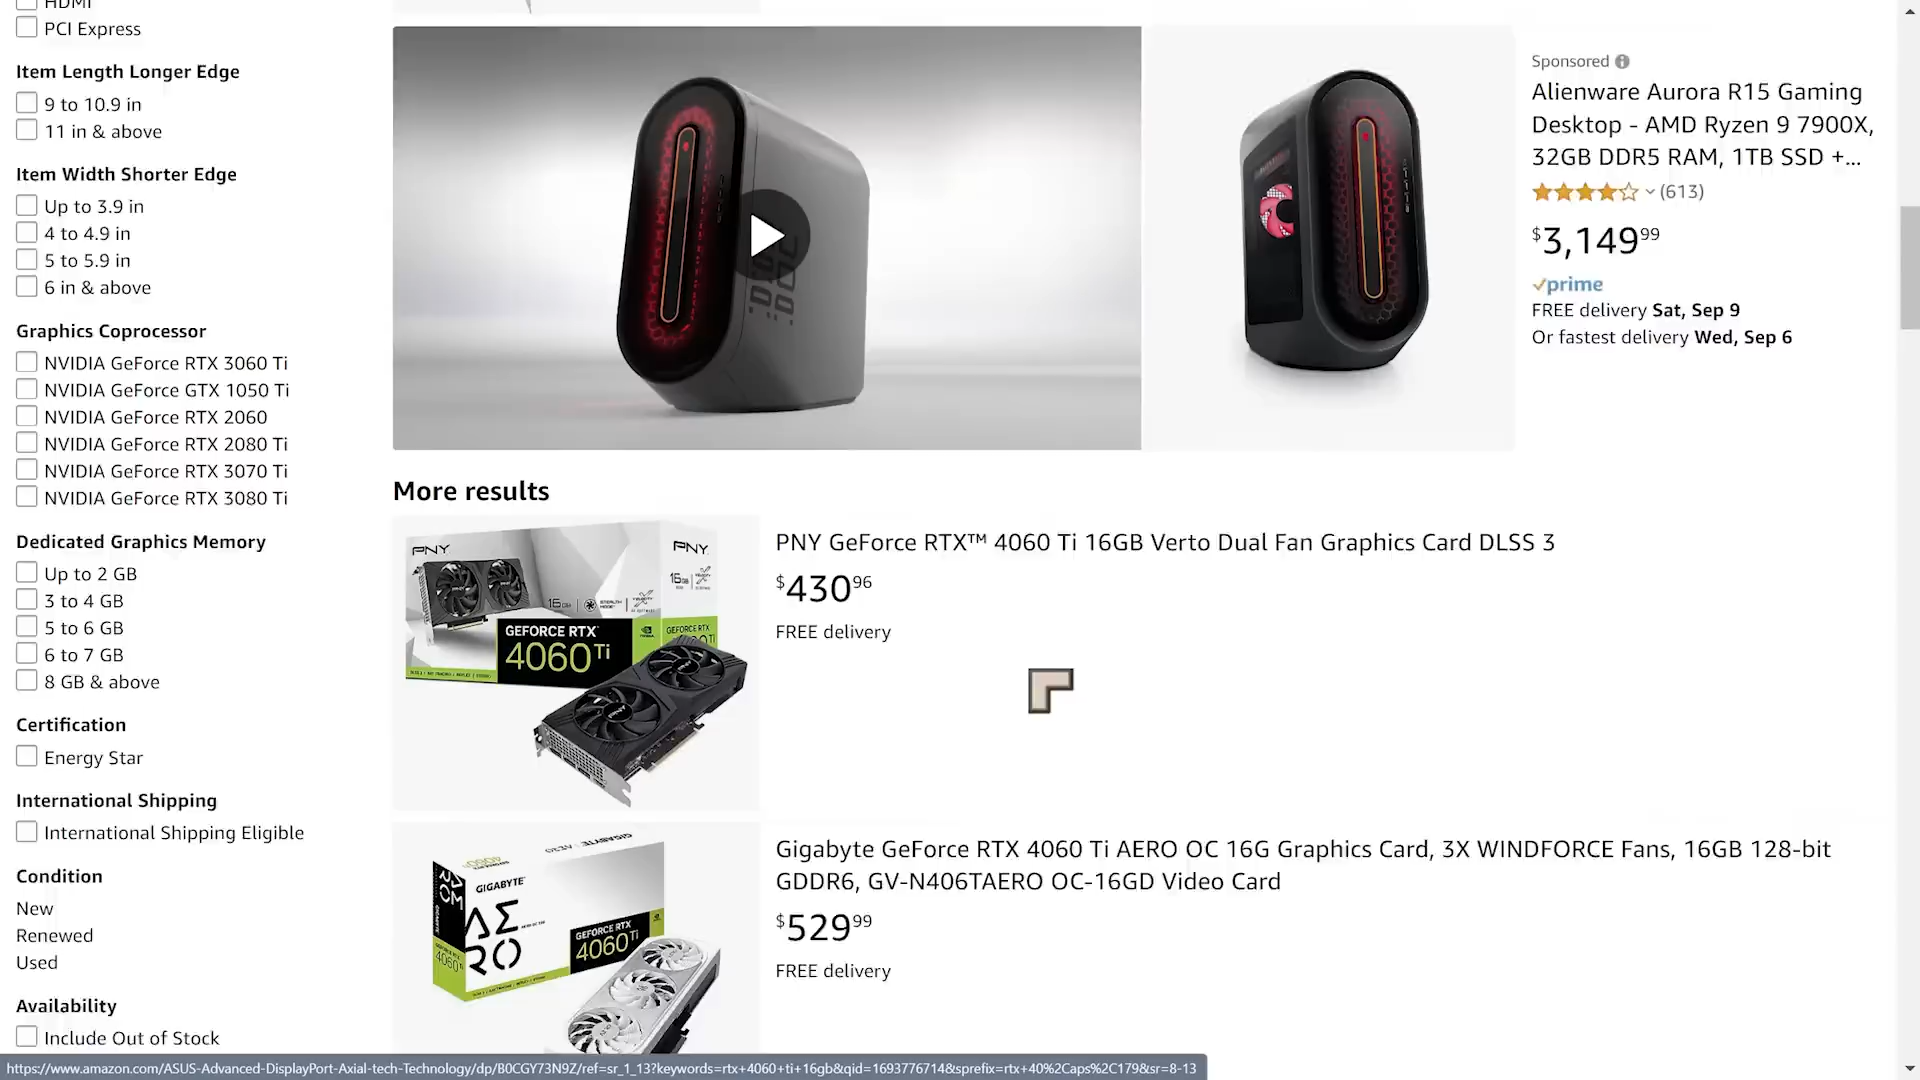 HDMI
PCI Express
Item Length Longer Edge
9 to 10.9 in
11 in & above
Item Width Shorter Edge
Up to 3.9 in
4 to 4.9 in
5 to 5.9 in
6 in & above
Graphics Coprocessor
NVIDIA GeForce RTX 3060 Ti
NVIDIA GeForce GTX 1050 Ti
NVIDIA GeForce RTX 2060
NVIDIA GeForce RTX 2080 Ti
NVIDIA GeForce RTX 3070 Ti
NVIDIA GeForce RTX 3080 Ti
Dedicated Graphics Memory
Up to 2 GB
3 to 4 GB
5 to 6 GB
6 to 7 GB
8 GB & above
Certification
Energy Star
International Shipping
International Shipping Eligible
Condition
New
Renewed
Used
Availability
Include Out of Stock
Sponsored
Alienware Aurora R15 Gaming
Desktop - AMD Ryzen 9 7900X,
32GB DDR5 RAM, 1TB SSD +...
(613)
$3,14999
prime
FREE delivery Sat, Sep 9
Or fastest delivery Wed, Sep 6
More results
PNY
PNY
16GB
GEFORCE RTX
4060 Ti
GEFORCE RTX
PNY
PNY GeForce RTX™ 4060 Ti 16GB Verto Dual Fan Graphics Card DLSS 3
$43096
FREE delivery
GIGABYTE
AERO
GEFORCE RTX
4060 Ti
Gigabyte GeForce RTX 4060 Ti AERO OC 16G Graphics Card, 3X WINDFORCE Fans, 16GB 128-bit
GDDR6, GV-N406TAERO OC-16GD Video Card
$52999
FREE delivery
https://www.amazon.com/ASUS-Advanced-DisplayPort-Axial-tech-Technology/dp/B0CGY73N9Z/ref=sr_1_13?keywords=rtx+4060+ti+16gb&qid=1693776714&sprefix=rtx+40%2Caps%2C179&sr=8-13